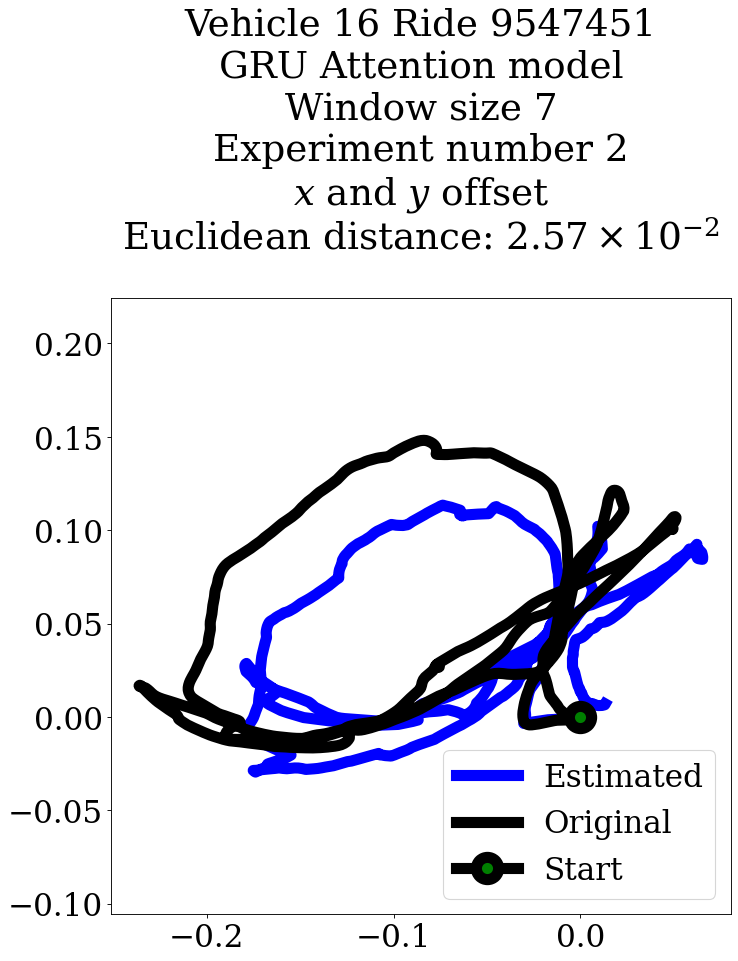 Vehicle 16 Ride 9547451
GRU Attention model
Window size 7
Experiment number 2
x and y offset
Euclidean distance: 2.57 × 10⁻²
0.20
0.15
0.10
0.05
0.00
−0.05
−0.10
−0.2
−0.1
0.0
Estimated
Original
Start